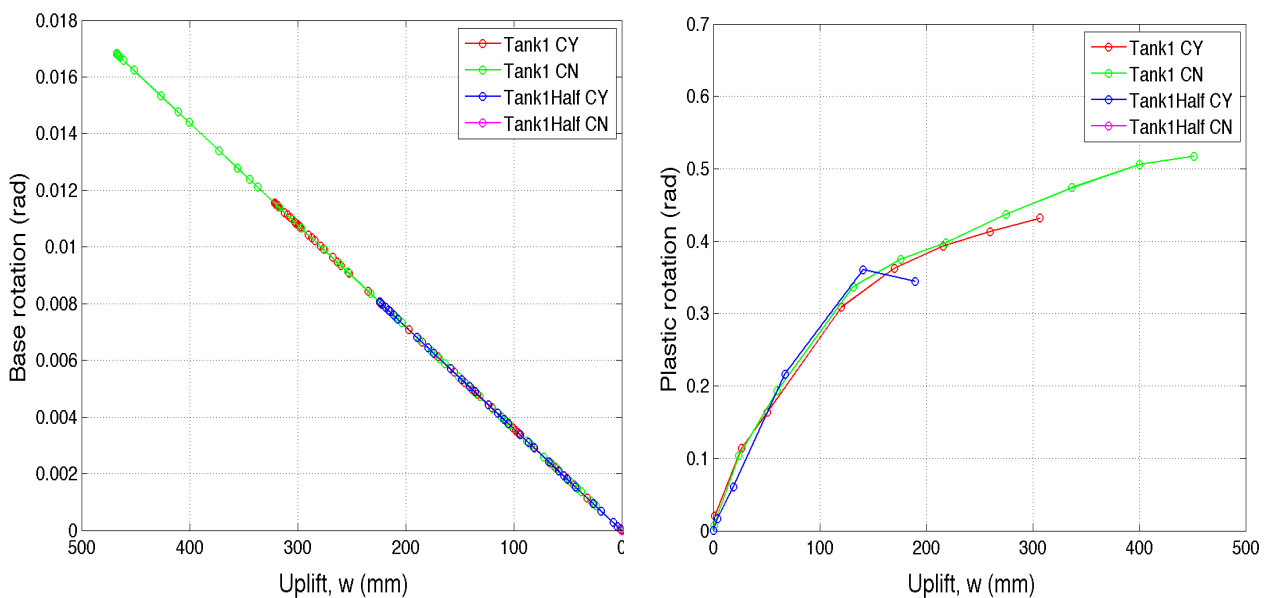 0.018
0.016
0.014
0.012
0.01
0.008
0.006
0.004
0.002
0
500
400
300
200
100
0
Base rotation (rad)
Uplift, w (mm)
Tank1 CY
Tank1 CN
Tank1Half CY
Tank1Half CN
0.7
0.6
0.5
0.4
0.3
0.2
0.1
0
0
100
200
300
400
500
Plastic rotation (rad)
Uplift, w (mm)
Tank1 CY
Tank1 CN
Tank1Half CY
Tank1Half CN